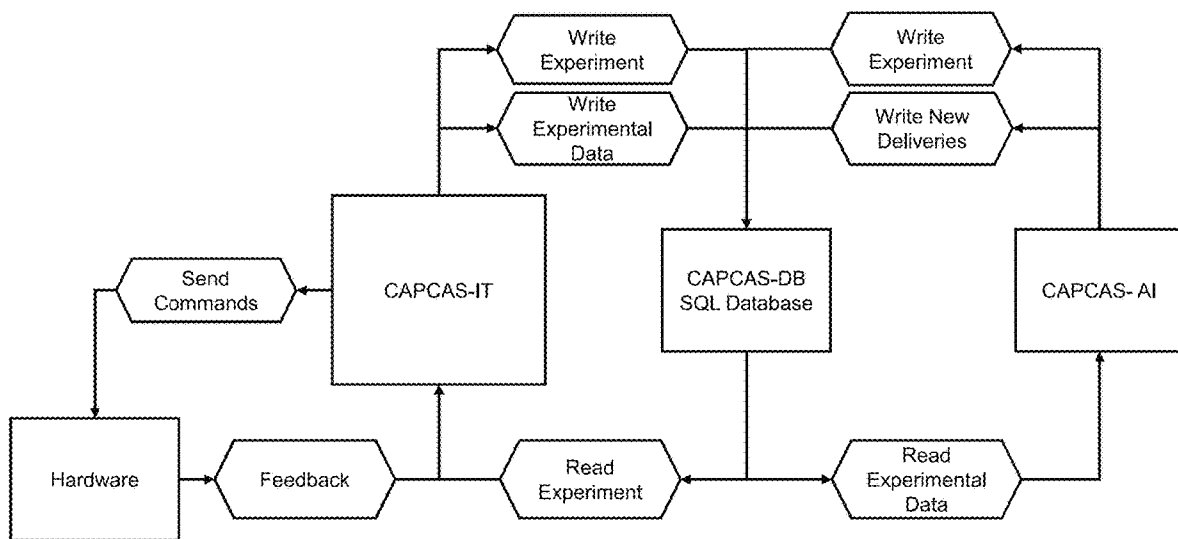 Write
Experiment
Write
Experiment
Write
Experimental
Data
Write New
Deliveries
Send
Commands
CAPCAS-IT
CAPCAS-DB
SQL Database
CAPCAS- AI
Hardware
Feedback
Read
Experiment
Read
Experimental
Data